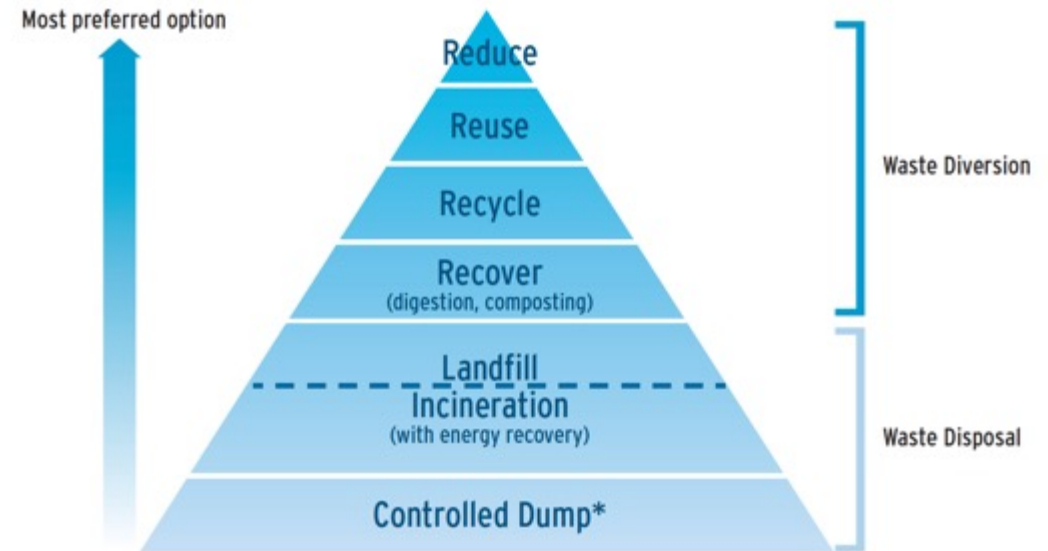 Most preferred option
Reduce
Reuse
Recycle
Recover
(digestion, composting)
Landfill
Incineration
(with energy recovery)
Controlled Dump*
Waste Diversion
Waste Disposal